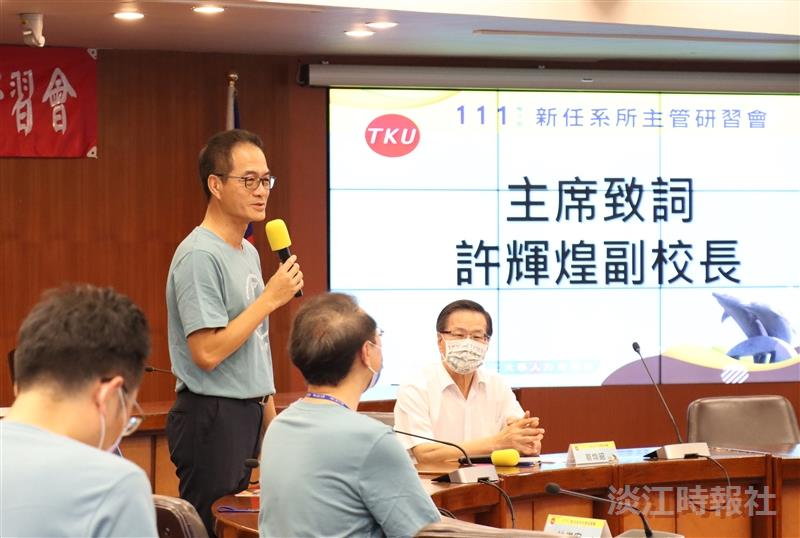 習會
TKU
111 新任系所主管研習會
主席致詞
許輝煌副校長
淡江時報社